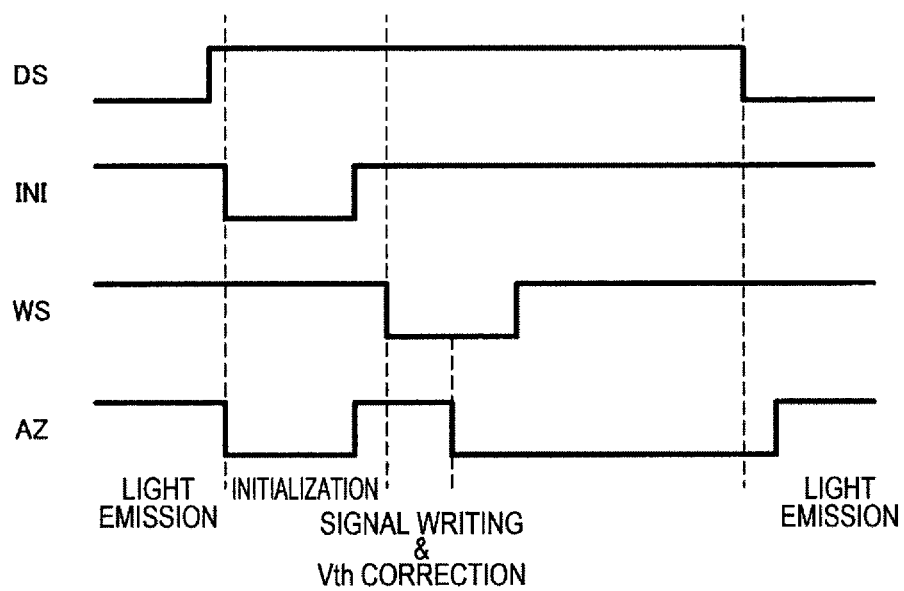 DS
INI
WS
AZ
LIGHT
EMISSION
INITIALIZATION
SIGNAL WRITING
&
Vth CORRECTION
LIGHT
EMISSION